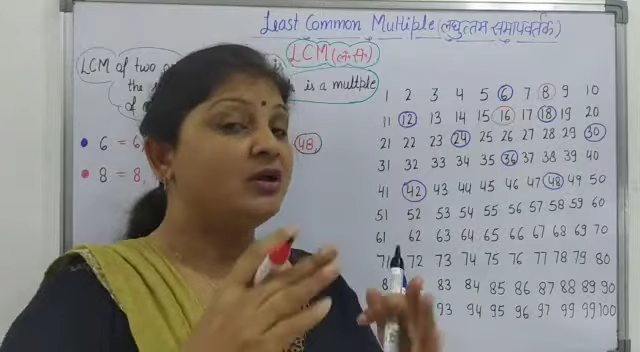 Least Common Multiple (लघुत्तम समापवर्तक)
LCM (ल॰स॰)
LCM of two
the is a multiple
of
6 = 6, 48.
8 = 8,
1 2 3 4 5 6 7 8 9 10
11 12 13 14 15 16 17 18 19 20
21 22 23 24 25 26 27 28 29 30
31 32 33 34 35 36 37 38 39 40
41 42 43 44 45 46 47 48 49 50
51 52 53 54 55 56 57 58 59 60
61 62 63 64 65 66 67 68 69 70
71 72 73 74 75 76 77 78 79 80
83 84 85 86 87 88 89 90
93 94 95 96 97 98 99 100